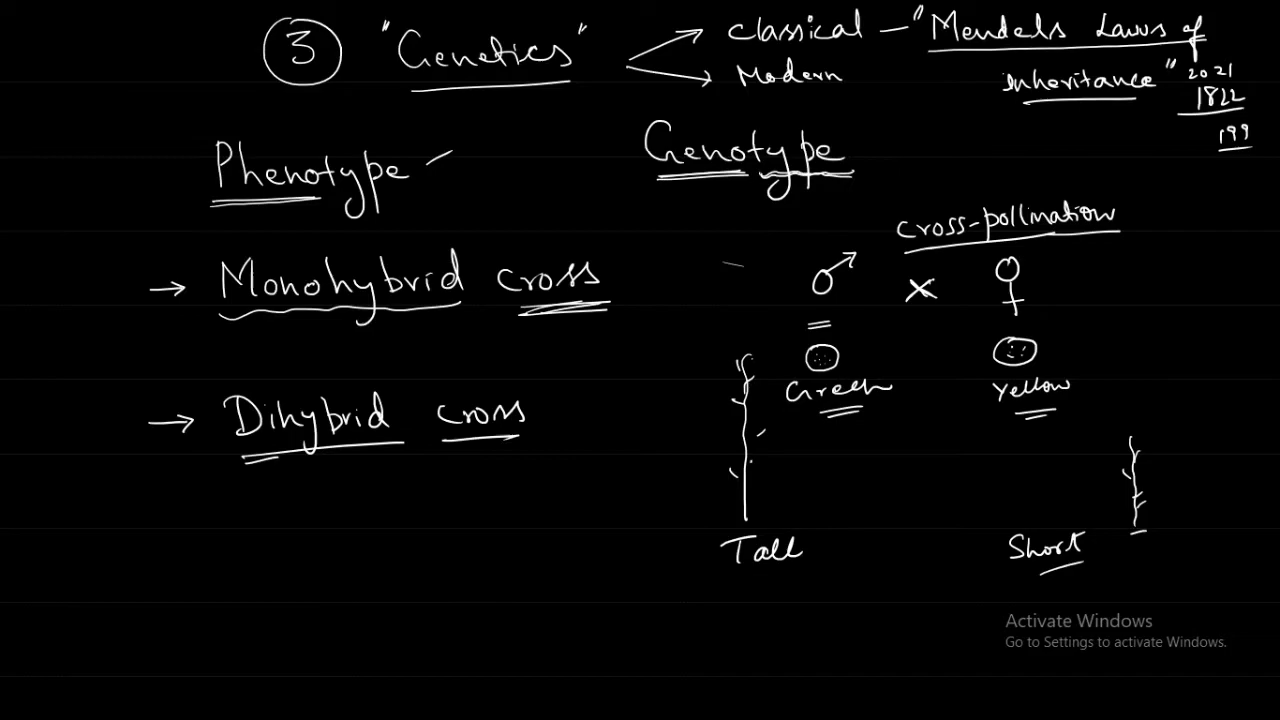 3 "Genetics" Classical - "Mendels Laws of
Modern inheritance"
2021
1822
199
Phenotype - Genotype
cross-pollination
→ Monohybrid cross ♂ × ♀
Green Yellow
→ Dihybrid cross
Tall Short
Activate Windows
Go to Settings to activate Windows.